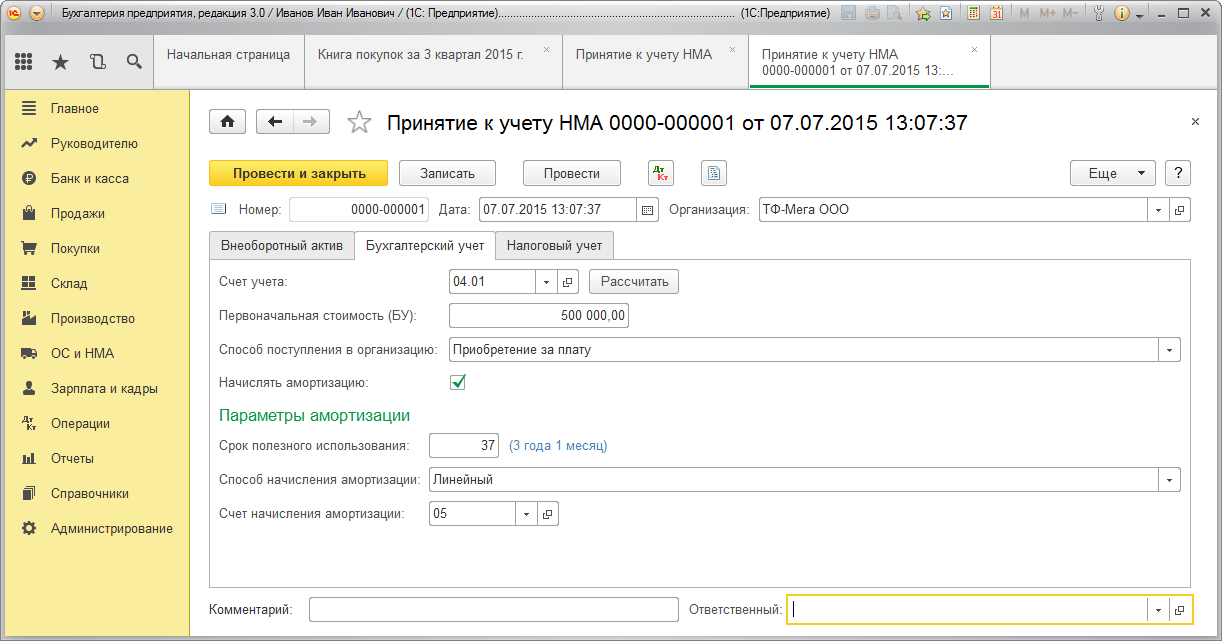 Бухгалтерия предприятия, редакция 3.0 / Иванов Иван Иванович / (1С: Предприятие)........ (1С:Предприятие)
M M+ M-
Начальная страница
Книга покупок за 3 квартал 2015 г.
Принятие к учету НМА
Принятие к учету НМА
0000-000001 от 07.07.2015 13:...
Главное
Руководителю
Банк и касса
Продажи
Покупки
Склад
Производство
ОС и НМА
Зарплата и кадры
Операции
Отчеты
Справочники
Администрирование
Принятие к учету НМА 0000-000001 от 07.07.2015 13:07:37
Провести и закрыть Записать Провести Дт Кт Еще ?
Номер: 0000-000001 Дата: 07.07.2015 13:07:37 Организация: ТФ-Мега ООО
Внеоборотный актив Бухгалтерский учет Налоговый учет
Счет учета: 04.01 Рассчитать
Первоначальная стоимость (БУ): 500 000,00
Способ поступления в организацию: Приобретение за плату
Начислять амортизацию:
Параметры амортизации
Срок полезного использования: 37 (3 года 1 месяц)
Способ начисления амортизации: Линейный
Счет начисления амортизации: 05
Комментарий: Ответственный: